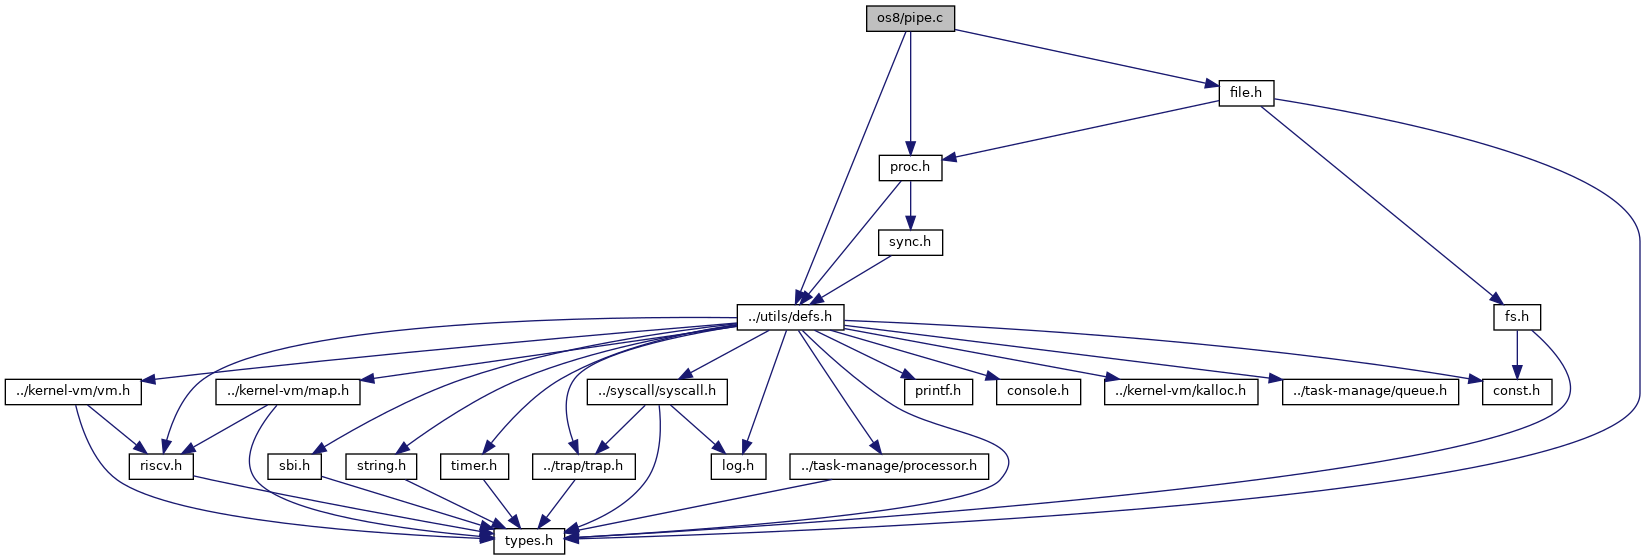 os8/pipe.c
file.h
proc.h
sync.h
../utils/defs.h
fs.h
../kernel-vm/vm.h
../kernel-vm/map.h
../syscall/syscall.h
printf.h
console.h
../kernel-vm/kalloc.h
../task-manage/queue.h
const.h
riscv.h
sbi.h
string.h
timer.h
../trap/trap.h
log.h
../task-manage/processor.h
types.h